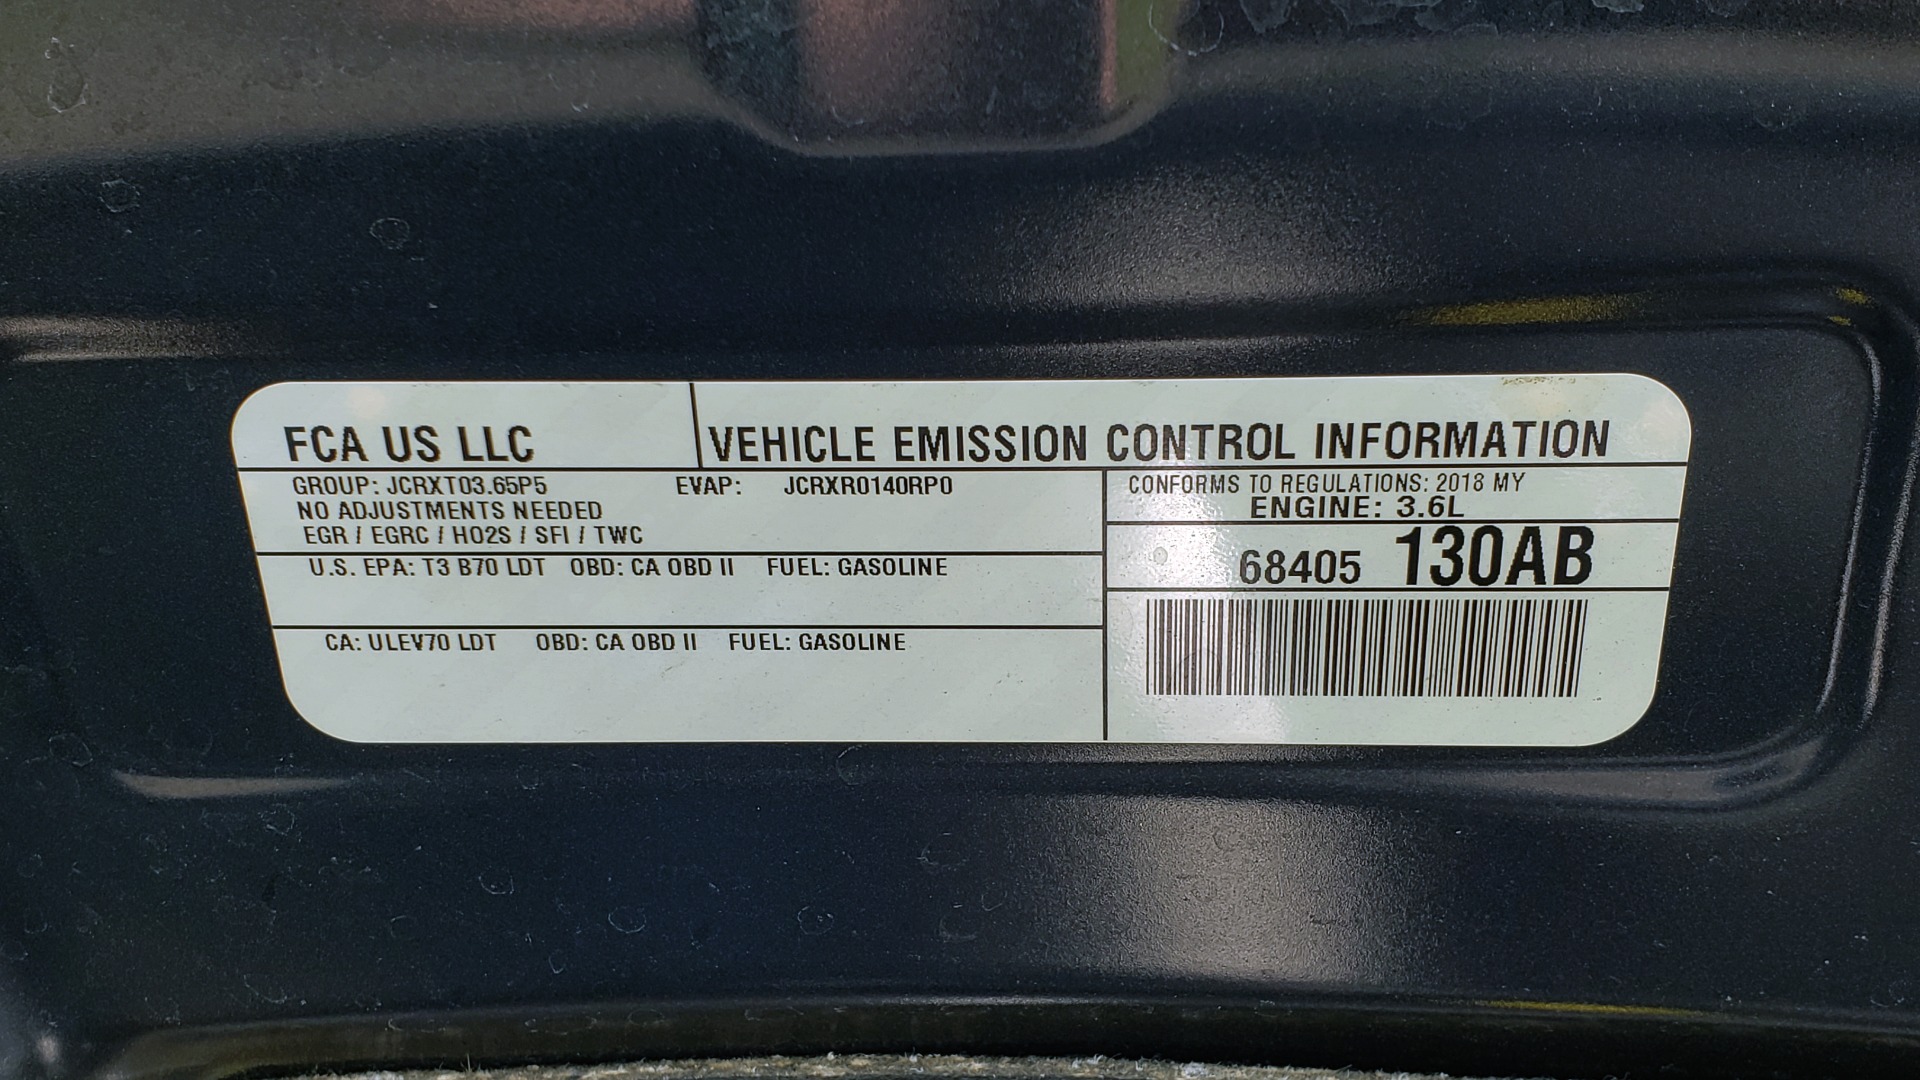 FCA US LLC
VEHICLE EMISSION CONTROL INFORMATION
GROUP: JCRXT03.65P5 EVAP: JCRXR0140RP0
NO ADJUSTMENTS NEEDED
EGR / EGRC / HO2S / SFI / TWC
U.S. EPA: T3 B70 LDT OBD: CA OBD II FUEL: GASOLINE
CA: ULEV70 LDT OBD: CA OBD II FUEL: GASOLINE
CONFORMS TO REGULATIONS: 2018 MY
ENGINE: 3.6L
68405 130AB